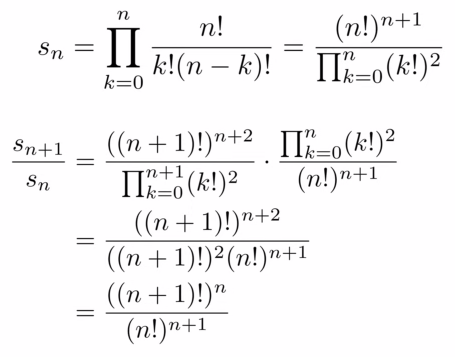 s_n = \prod_{k=0}^{n} \frac{n!}{k!(n-k)!} = \frac{(n!)^{n+1}}{\prod_{k=0}^{n}(k!)^2}
\frac{s_{n+1}}{s_n} = \frac{((n+1)!)^{n+2}}{\prod_{k=0}^{n+1}(k!)^2} \cdot \frac{\prod_{k=0}^{n}(k!)^2}{(n!)^{n+1}}
= \frac{((n+1)!)^{n+2}}{((n+1)!)^2(n!)^{n+1}}
= \frac{((n+1)!)^n}{(n!)^{n+1}}